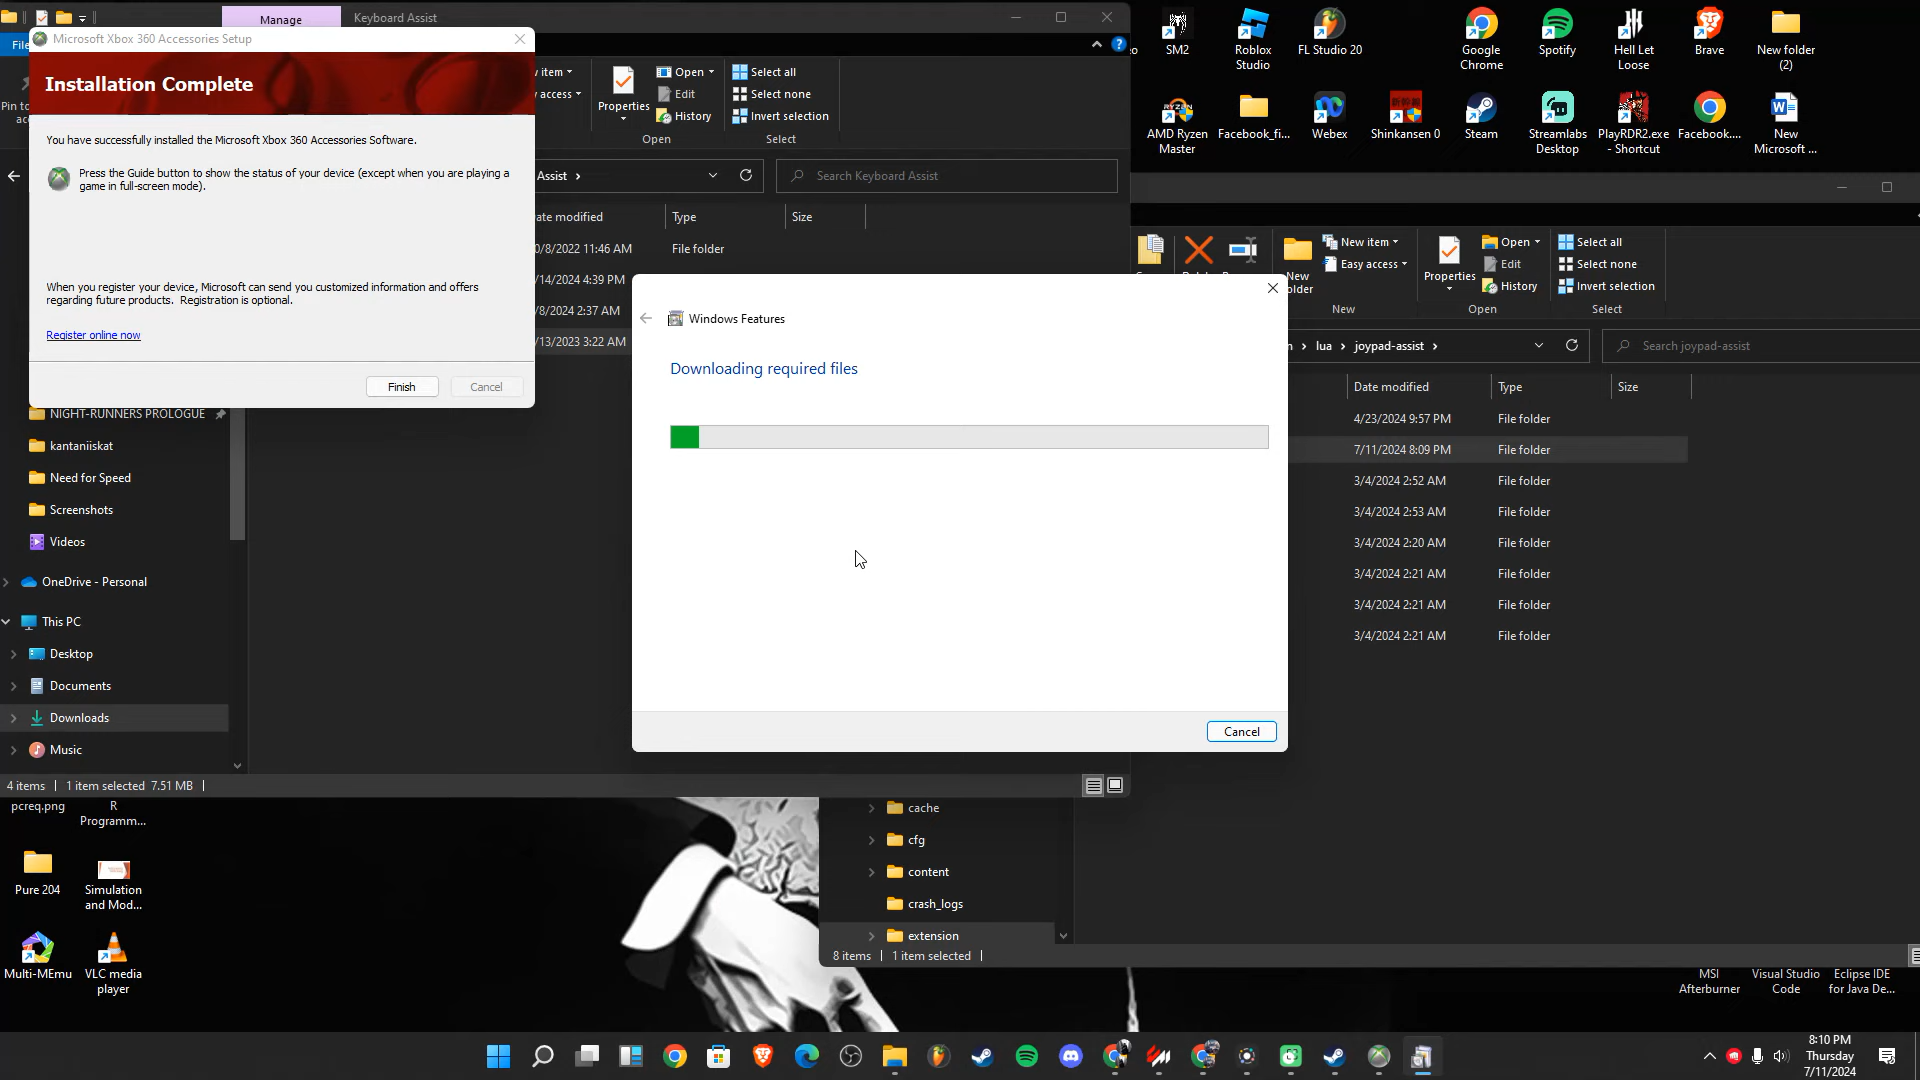 Manage
Keyboard Assist
Microsoft Xbox 360 Accessories Setup
Installation Complete
You have successfully installed the Microsoft Xbox 360 Accessories Software.
Press the Guide button to show the status of your device (except when you are playing a
game in full-screen mode).
When you register your device, Microsoft can send you customized information and offers
regarding future products. Registration is optional.
Register online now
Finish
Cancel
Open
Select all
Properties
Edit
Select none
History
Invert selection
Open
Select
Assist
Search Keyboard Assist
Date modified
Type
Size
0/8/2022 11:46 AM
File folder
/14/2024 4:39 PM
/8/2024 2:37 AM
/13/2023 3:22 AM
Windows Features
Downloading required files
Cancel
NIGHT-RUNNERS PROLOGUE
kantaniiskat
Need for Speed
Screenshots
Videos
OneDrive - Personal
This PC
Desktop
Documents
Downloads
Music
4 items
1 item selected 7.51 MB
SM2
Roblox
Studio
FL Studio 20
Google
Chrome
Spotify
Hell Let
Loose
Brave
New folder
(2)
AMD Ryzen
Master
Facebook_fi...
Webex
Shinkansen 0
Steam
Streamlabs
Desktop
PlayRDR2.exe
- Shortcut
Facebook....
New
Microsoft ...
New
New item
Easy access
New
Properties
Open
Edit
History
Open
Select all
Select none
Invert selection
Select
lua
joypad-assist
Search joypad-assist
Date modified
Type
Size
4/23/2024 9:57 PM
File folder
7/11/2024 8:09 PM
File folder
3/4/2024 2:52 AM
File folder
3/4/2024 2:53 AM
File folder
3/4/2024 2:20 AM
File folder
3/4/2024 2:21 AM
File folder
3/4/2024 2:21 AM
File folder
3/4/2024 2:21 AM
File folder
cache
cfg
content
crash_logs
extension
8 items
1 item selected
pcreq.png
R
Programm...
Pure 204
Simulation
and Mod...
Multi-MEmu
VLC media
player
MSI
Afterburner
Visual Studio
Code
Eclipse IDE
for Java De...
8:10 PM
Thursday
7/11/2024